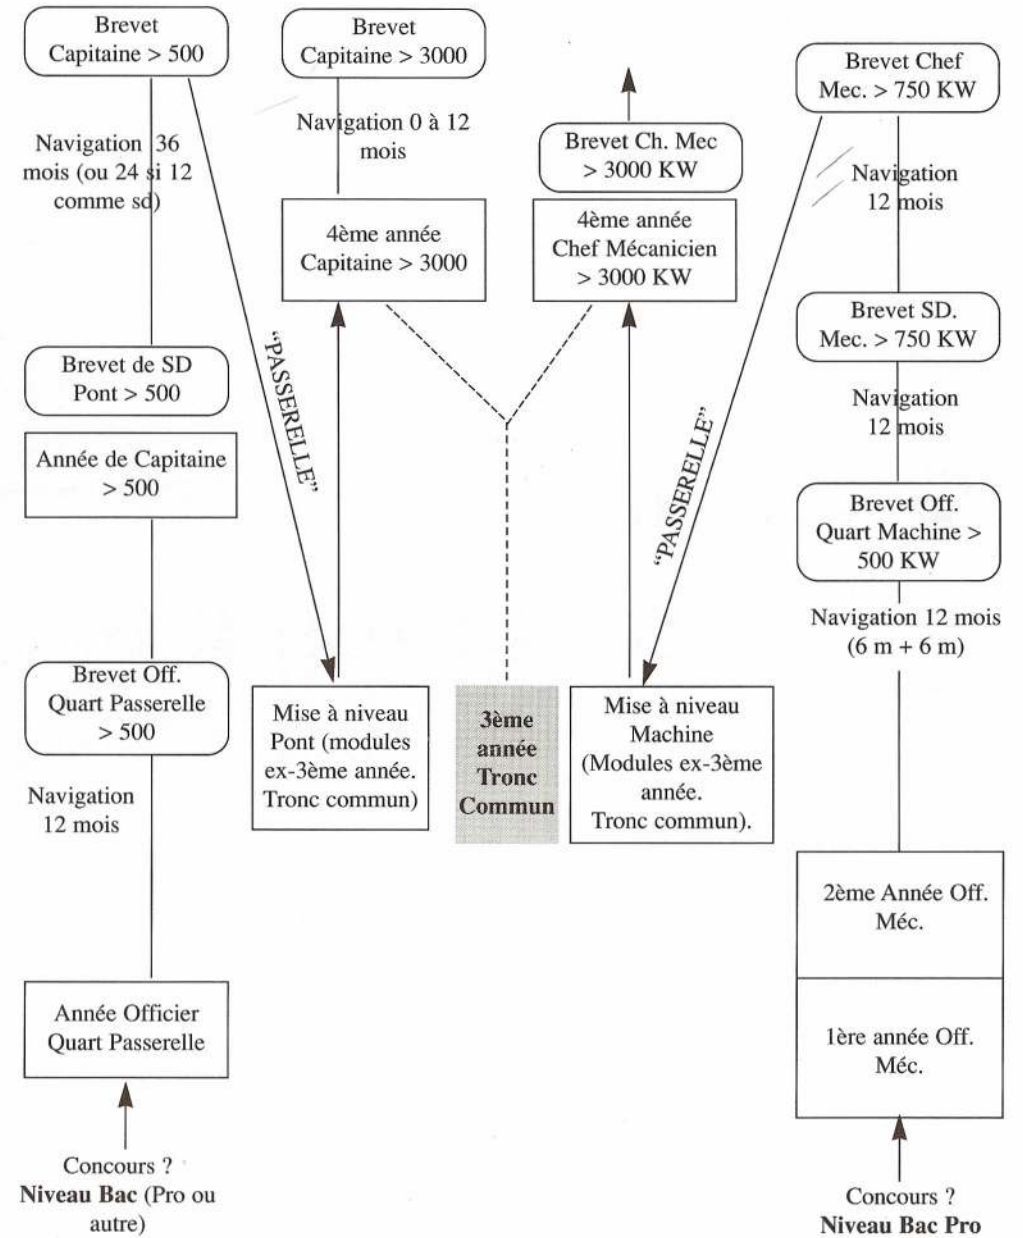 Brevet
Capitaine > 500
Navigation 36
mois (ou 24 si 12
comme sd)
Brevet de SD
Pont > 500
Année de Capitaine
> 500
Brevet Off.
Quart Passerelle
> 500
Navigation
12 mois
Année Officier
Quart Passerelle
Concours ?
Niveau Bac (Pro ou
autre)
"PASSERELLE"
Brevet
Capitaine > 3000
Navigation 0 à 12
mois
4ème année
Capitaine > 3000
Mise à niveau
Pont (modules
ex-3ème année.
Tronc commun)
3ème
année
Tronc
Commun
Brevet Ch. Mec
> 3000 KW
4ème année
Chef Mécanicien
> 3000 KW
Mise à niveau
Machine
(Modules ex-3ème
année.
Tronc commun).
"PASSERELLE"
Brevet Chef
Mec. > 750 KW
Navigation
12 mois
Brevet SD.
Mec. > 750 KW
Navigation
12 mois
Brevet Off.
Quart Machine >
500 KW
Navigation 12 mois
(6 m + 6 m)
2ème Année Off.
Méc.
1ère année Off.
Méc.
Concours ?
Niveau Bac Pro